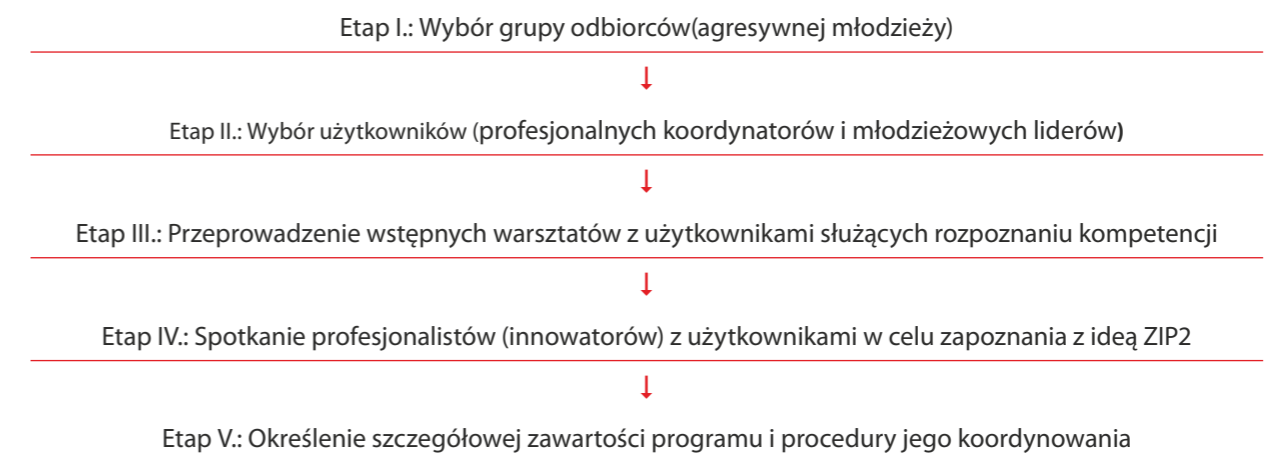 Etap I.: Wybór grupy odbiorców(agresywnej młodzieży)
Etap II.: Wybór użytkowników (profesjonalnych koordynatorów i młodzieżowych liderów)
Etap III.: Przeprowadzenie wstępnych warsztatów z użytkownikami służących rozpoznaniu kompetencji
Etap IV.: Spotkanie profesjonalistów (innowatorów) z użytkownikami w celu zapoznania z ideą ZIP2
Etap V.: Określenie szczegółowej zawartości programu i procedury jego koordynowania